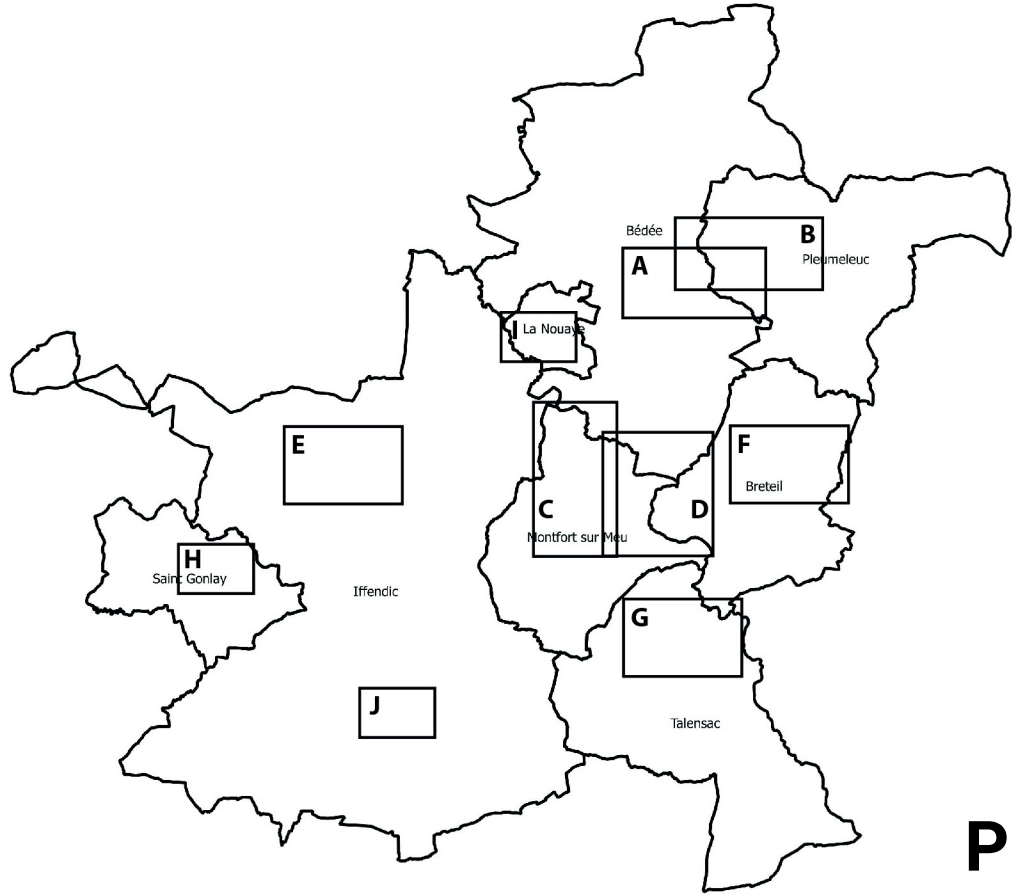 Bédée
B
Pleumeleuc
A
I
La Nouaye
E
F
Breteil
C
D
Montfort sur Meu
H
Saint Gonlay
Iffendic
G
J
Talensac
P